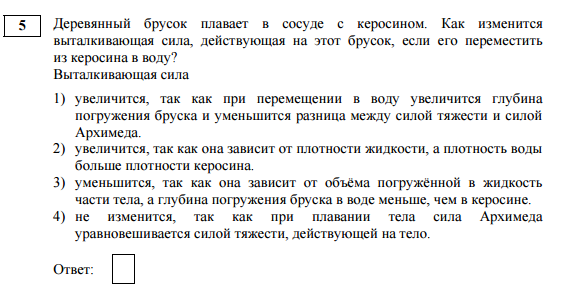 5
Деревянный брусок плавает в сосуде с керосином. Как изменится
выталкивающая сила, действующая на этот брусок, если его переместить
из керосина в воду?
Выталкивающая сила
1) увеличится, так как при перемещении в воду увеличится глубина
погружения бруска и уменьшится разница между силой тяжести и силой
Архимеда.
2) увеличится, так как она зависит от плотности жидкости, а плотность воды
больше плотности керосина.
3) уменьшится, так как она зависит от объёма погружённой в жидкость
части тела, а глубина погружения бруска в воде меньше, чем в керосине.
4) не изменится, так как при плавании тела сила Архимеда
уравновешивается силой тяжести, действующей на тело.
Ответ: